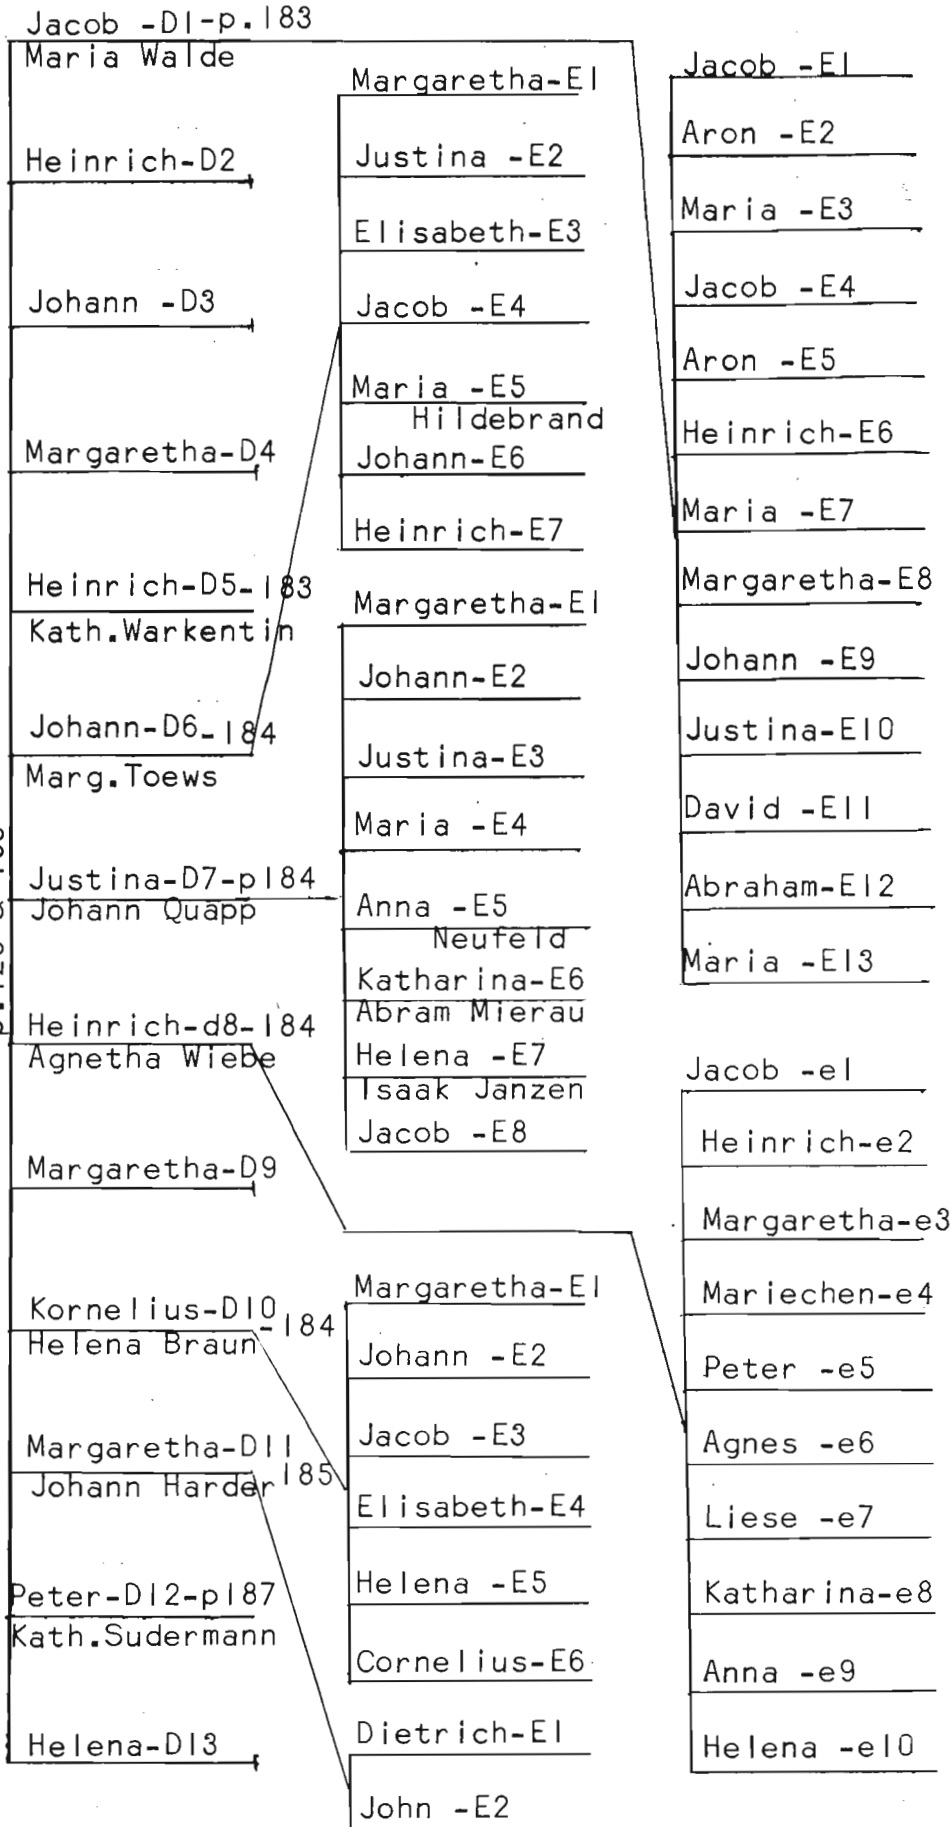 Jacob -D1-p.183
Maria Walde
Heinrich-D2
Johann -D3
Margaretha-D4
Heinrich-D5-183
Kath.Warkentin
Johann-D6-184
Marg.Toews
Justina-D7-p184
Johann Quapp
Heinrich-d8-184
Agnetha Wiebe
Margaretha-D9
Kornelius-D10-184
Helena Braun
Margaretha-D11
Johann Harder 185
Peter-D12-p187
Kath.Sudermann
Helena-D13
Margaretha-E1
Justina -E2
Elisabeth-E3
Jacob -E4
Maria -E5
Hildebrand
Johann-E6
Heinrich-E7
Margaretha-E1
Johann-E2
Justina-E3
Maria -E4
Anna -E5
Neufeld
Katharina-E6
Abram Mierau
Helena -E7
Isaak Janzen
Jacob -E8
Margaretha-E1
Johann -E2
Jacob -E3
Elisabeth-E4
Helena -E5
Cornelius-E6
Dietrich-E1
John -E2
Jacob -E1
Aron -E2
Maria -E3
Jacob -E4
Aron -E5
Heinrich-E6
Maria -E7
Margaretha-E8
Johann -E9
Justina-E10
David -E11
Abraham-E12
Maria -E13
Jacob -e1
Heinrich-e2
Margaretha-e3
Mariechen-e4
Peter -e5
Agnes -e6
Liese -e7
Katharina-e8
Anna -e9
Helena -e10